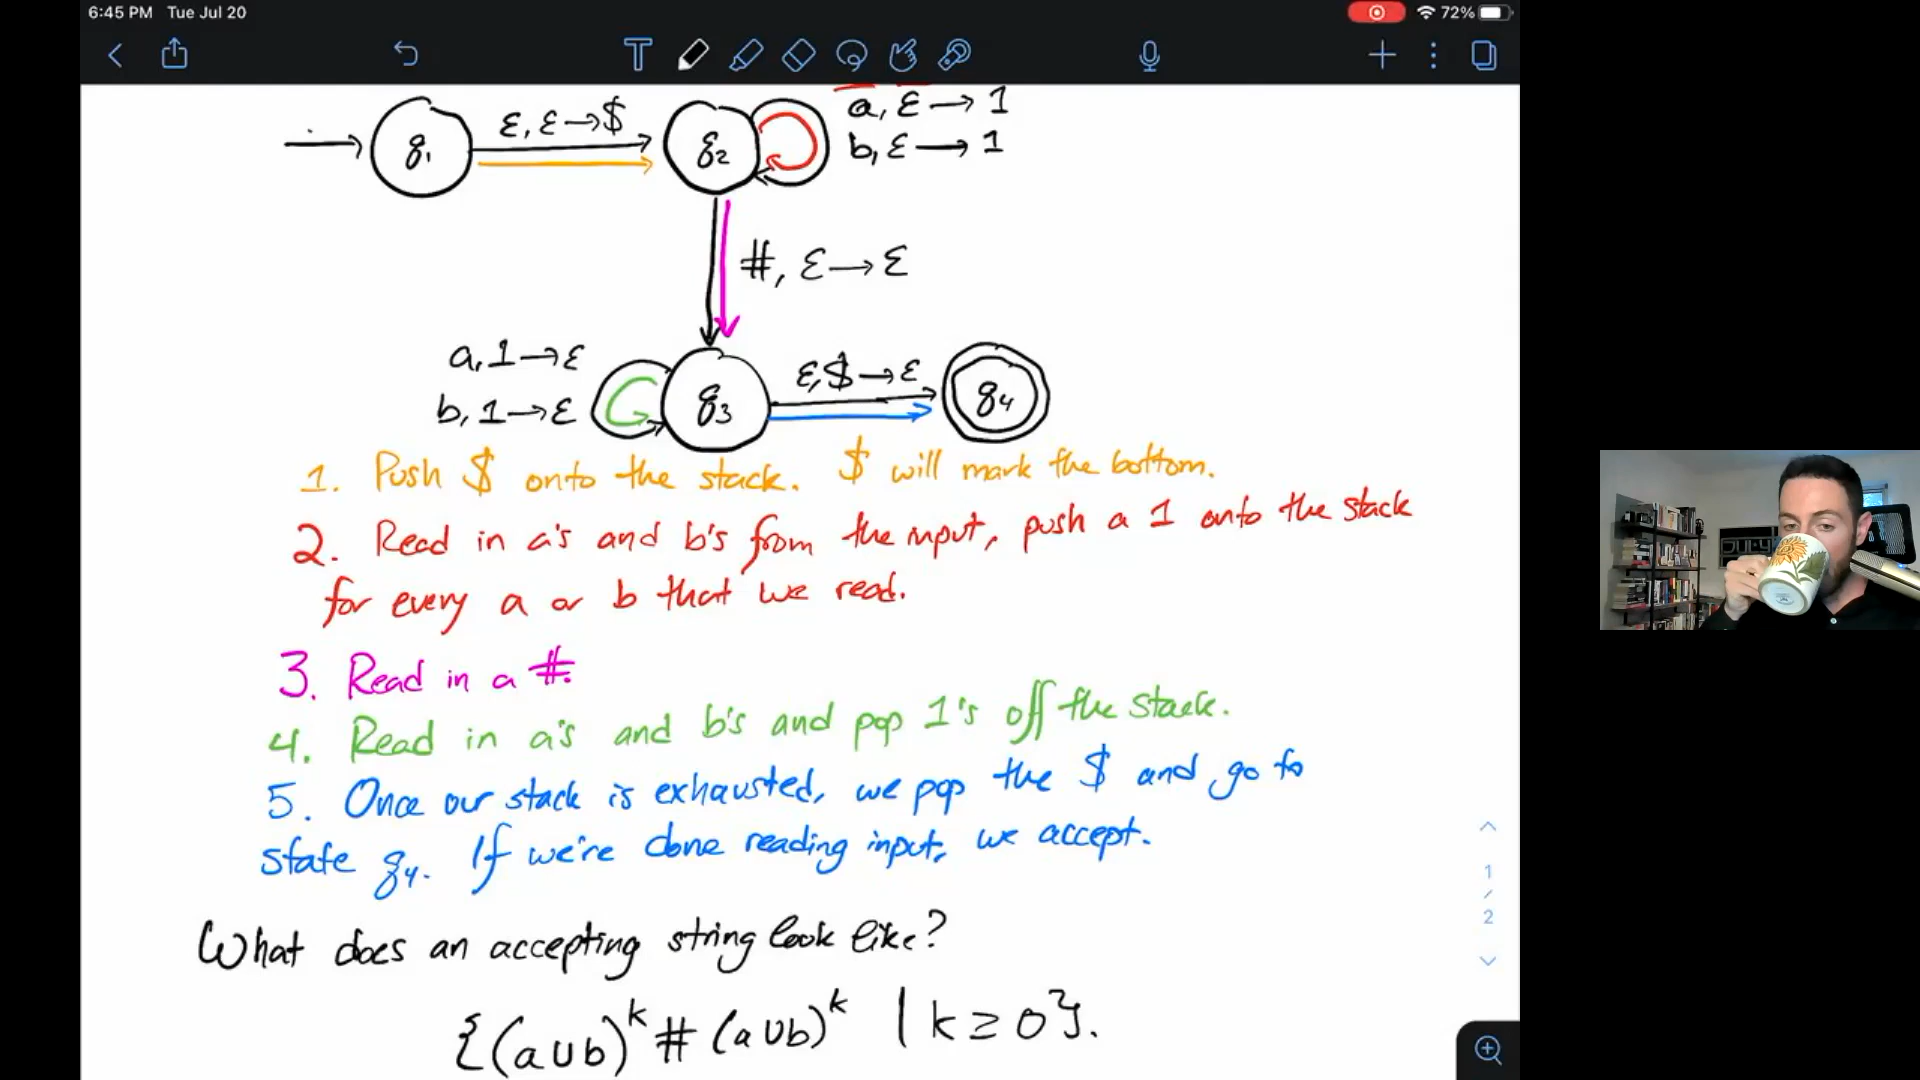 6:45 PM Tue Jul 20
72%
a, ε → 1
ε, ε → $
q1
q2
b, ε → 1
#, ε → ε
a, 1 → ε
ε, $ → ε
b, 1 → ε
q3
q4
1. Push $ onto the stack. $ will mark the bottom.
2. Read in a's and b's from the input, push a 1 onto the stack
for every a or b that we read.
3. Read in a #.
4. Read in a's and b's and pop 1's off the stack.
5. Once our stack is exhausted, we pop the $ and go to
state q4. If we're done reading input, we accept.
1
/
2
What does an accepting string look like?
{(a∪b)^k # (a∪b)^k | k ≥ 0}.